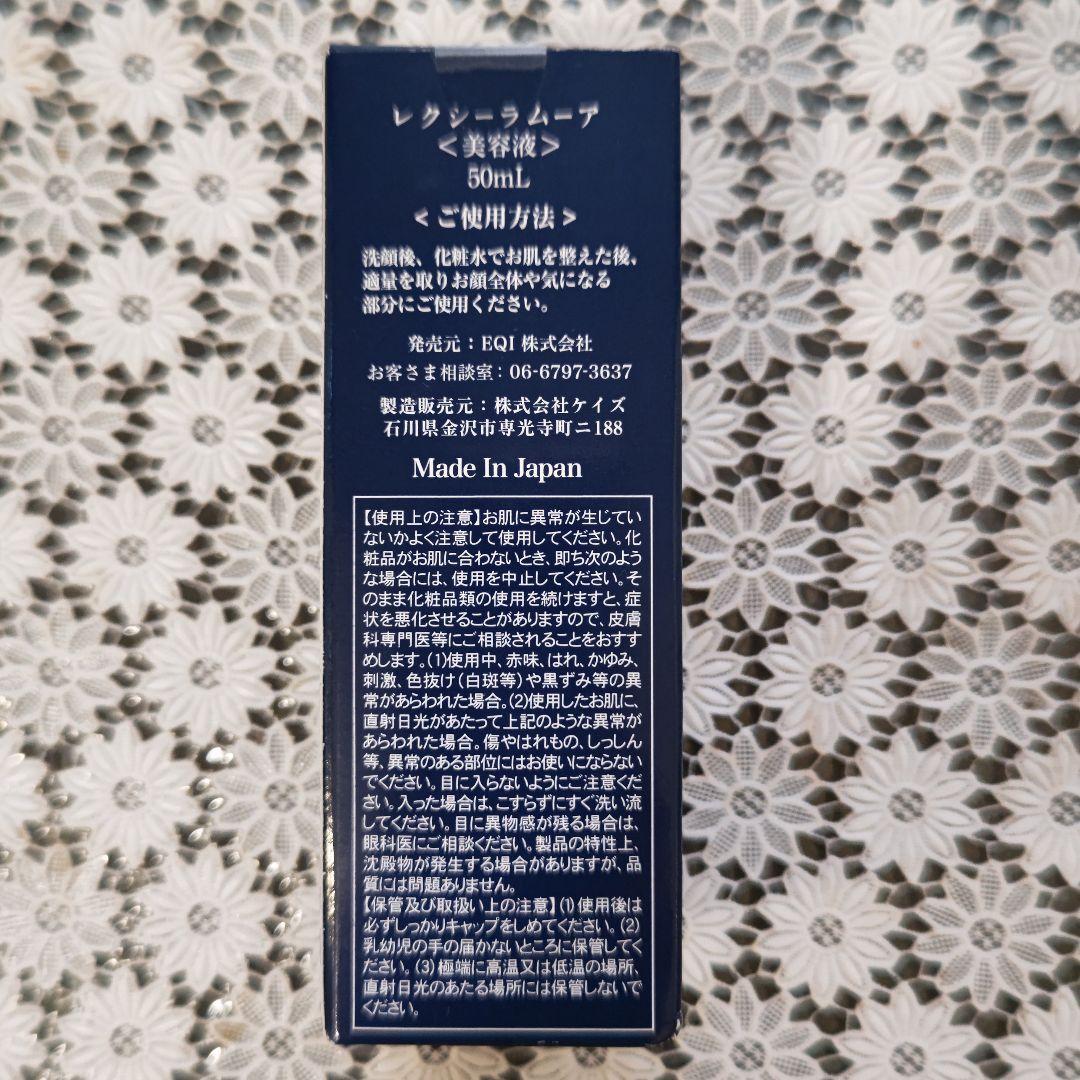 レクシーラムーア
<美容液>
50mL
<ご使用方法>
洗顔後、化粧水でお肌を整えた後、
適量を取りお顔全体や気になる
部分にご使用ください。
発売元：EQI 株式会社
お客さま相談室：06-6797-3637
製造販売元：株式会社ケイズ
石川県金沢市専光寺町ニ188
Made In Japan
【使用上の注意】お肌に異常が生じてい
ないかよく注意して使用してください。化
粧品がお肌に合わないとき、即ち次のよう
な場合には、使用を中止してください。そ
のまま化粧品類の使用を続けますと、症
状を悪化させることがありますので、皮膚
科専門医等にご相談されることをおすす
めします。(1)使用中、赤味、はれ、かゆみ、
刺激、色抜け(白斑等)や黒ずみ等の異
常があらわれた場合。(2)使用したお肌に、
直射日光があたって上記のような異常が
あらわれた場合。傷やはれもの、しっしん
等、異常のある部位にはお使いにならない
でください。目に入らないようにご注意くだ
さい。入った場合は、こすらずにすぐ洗い流
してください。目に異物感が残る場合は、
眼科医にご相談ください。製品の特性上、
沈殿物が発生する場合がありますが、品
質には問題ありません。
【保管及び取扱い上の注意】(1)使用後は
必ずしっかりキャップをしめてください。(2)
乳幼児の手の届かないところに保管してく
ださい。(3)極端に高温又は低温の場所、
直射日光のあたる場所には保管しないで
ください。